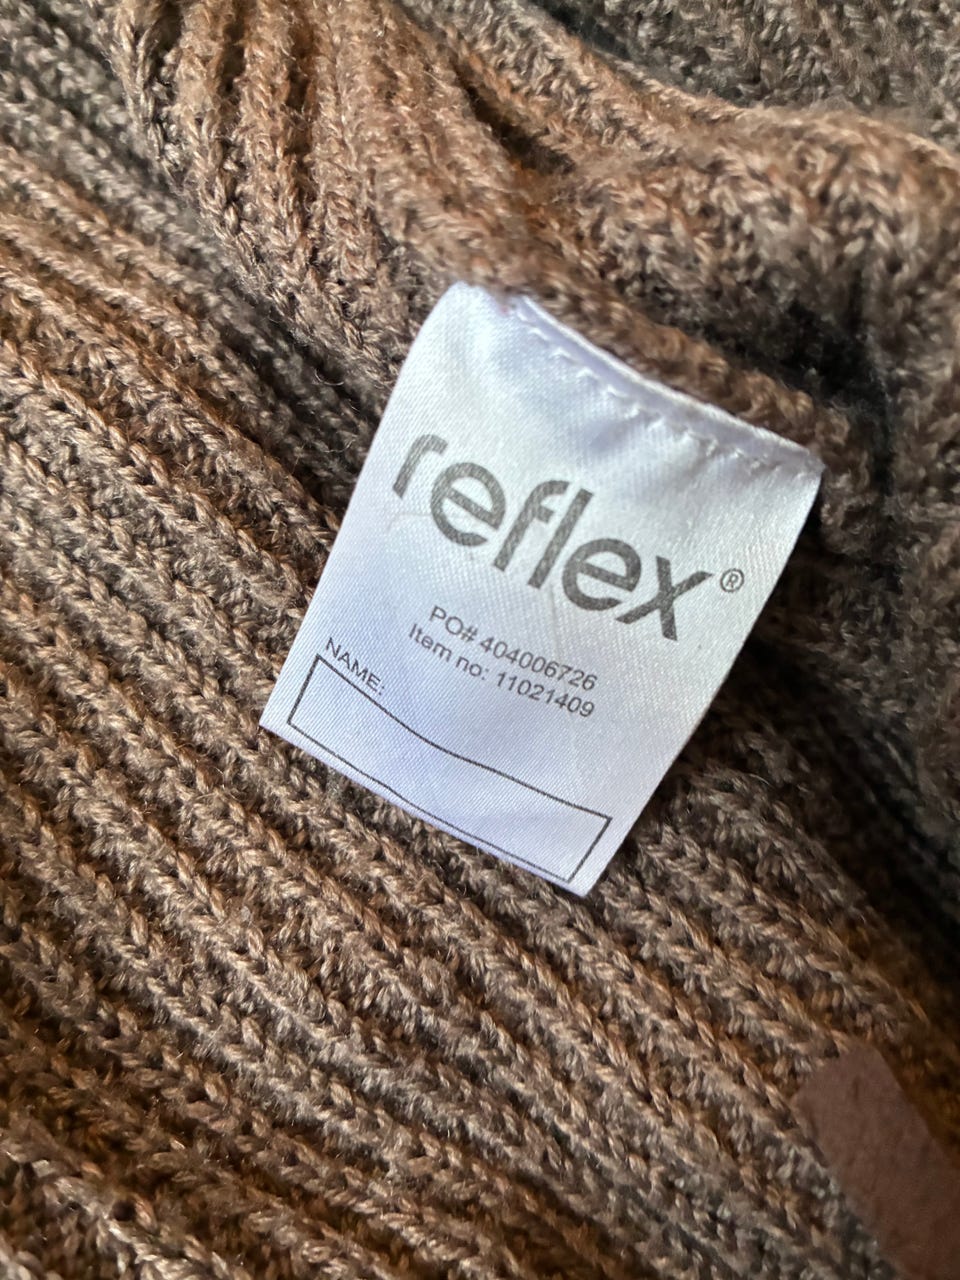 reflex®
PO# 404006726
Item no: 11021409
NAME: